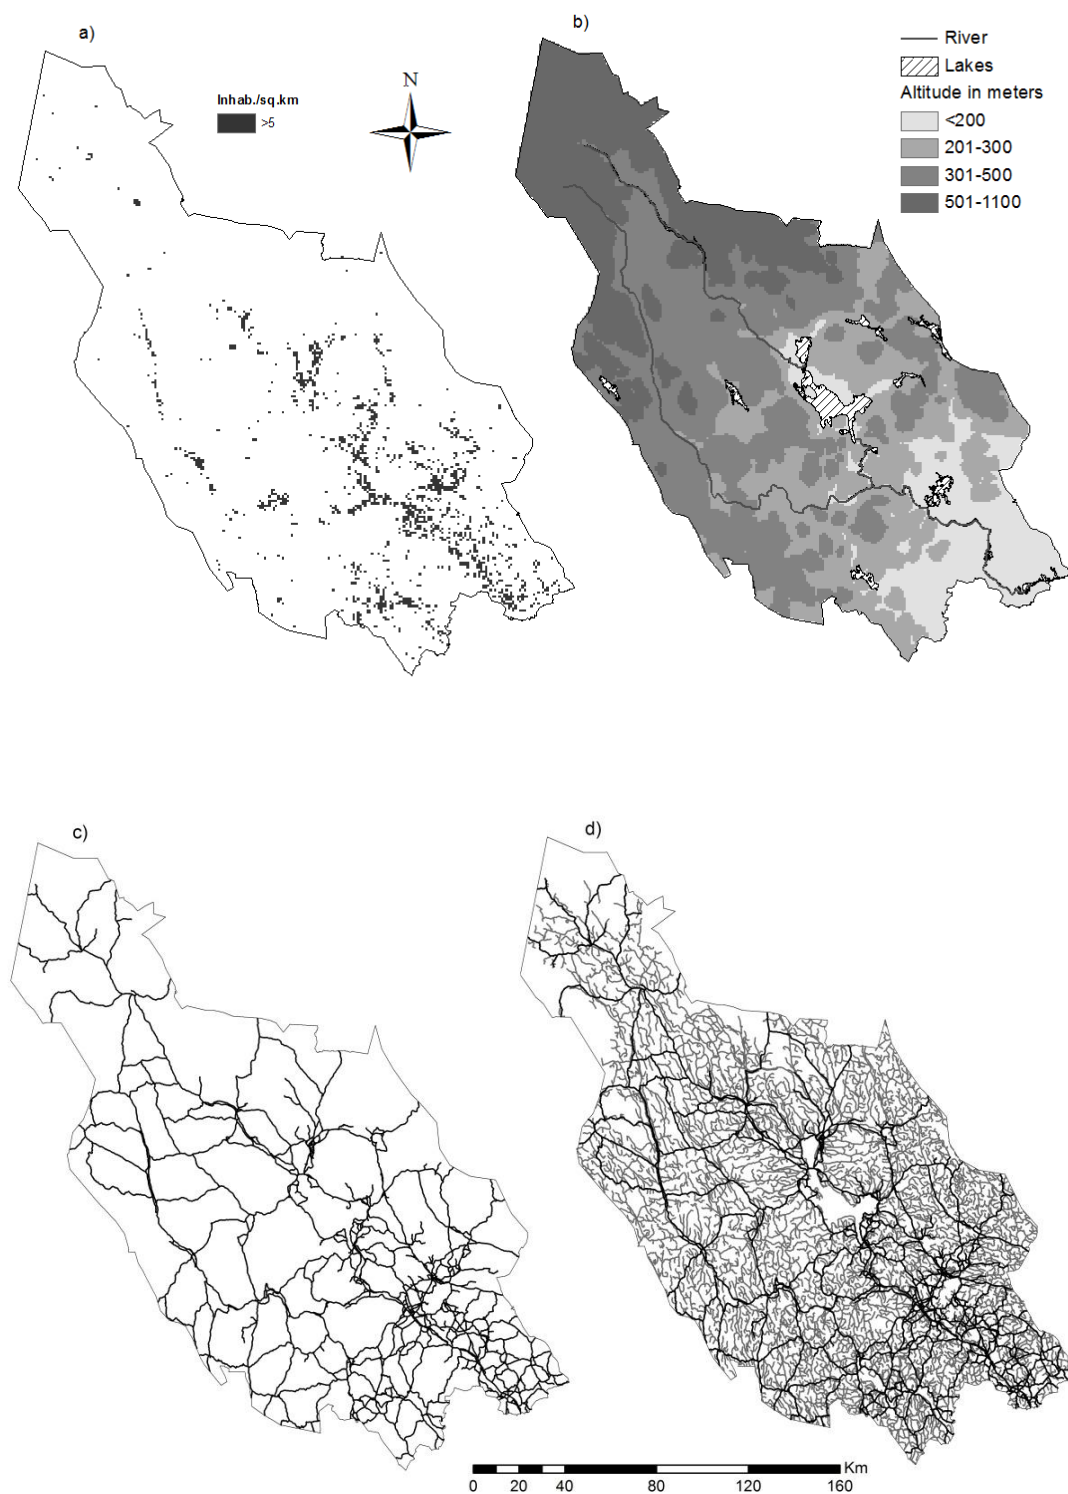 a)
Inhab./sq.km
>5
N
b)
River
Lakes
Altitude in meters
<200
201-300
301-500
501-1100
c)
d)
Km
0 20 40 80 120 160